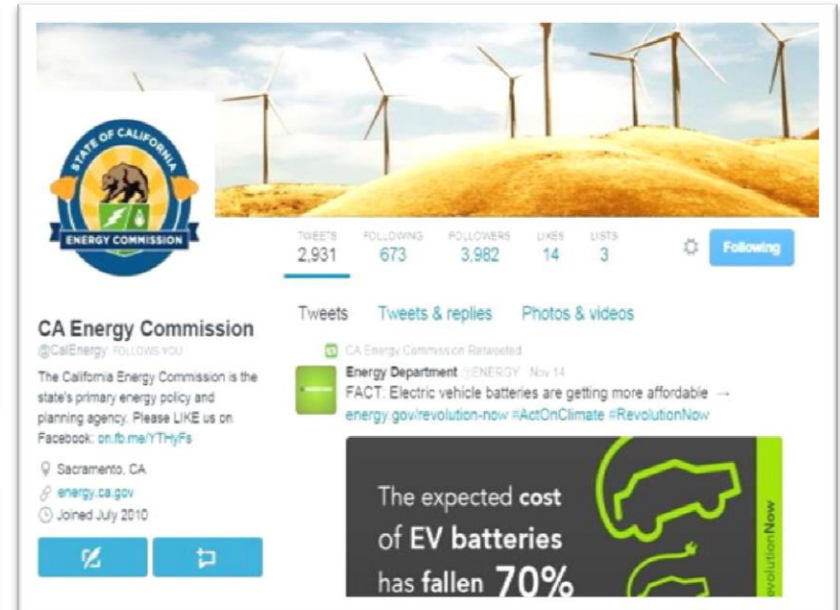 STATE OF CALIFORNIA
ENERGY COMMISSION
TWEETS FOLLOWING FOLLOWERS LIKES LISTS
2,931 673 3,982 14 3
Following
CA Energy Commission
@CalEnergy FOLLOWS YOU
The California Energy Commission is the
state's primary energy policy and
planning agency. Please LIKE us on
Facebook: on.fb.me/YTHyFs
Sacramento, CA
energy.ca.gov
Joined July 2010
Tweets Tweets & replies Photos & videos
CA Energy Commission Retweeted
Energy Department @ENERGY Nov 14
FACT: Electric vehicle batteries are getting more affordable →
energy.gov/revolution-now #ActOnClimate #RevolutionNow
The expected cost
of EV batteries
has fallen 70%
evolutionNow